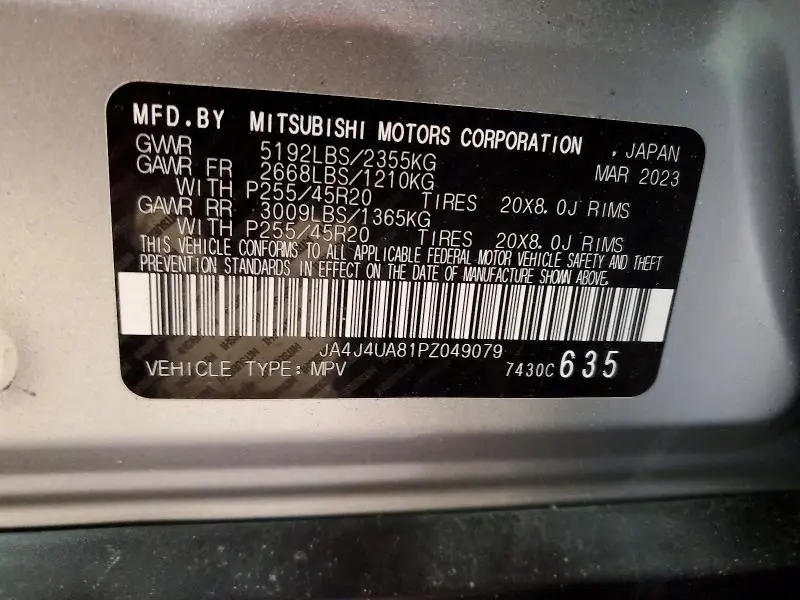 MFD.BY MITSUBISHI MOTORS CORPORATION , JAPAN
GVWR 5192LBS/2355KG MAR 2023
GAWR FR 2668LBS/1210KG
WITH P255/45R20 TIRES 20X8.0J RIMS
GAWR RR 3009LBS/1365KG
WITH P255/45R20 TIRES 20X8.0J RIMS
THIS VEHICLE CONFORMS TO ALL APPLICABLE FEDERAL MOTOR VEHICLE SAFETY AND THEFT
PREVENTION STANDARDS IN EFFECT ON THE DATE OF MANUFACTURE SHOWN ABOVE.
JA4J4UA81PZ049079
VEHICLE TYPE: MPV 7430C 635